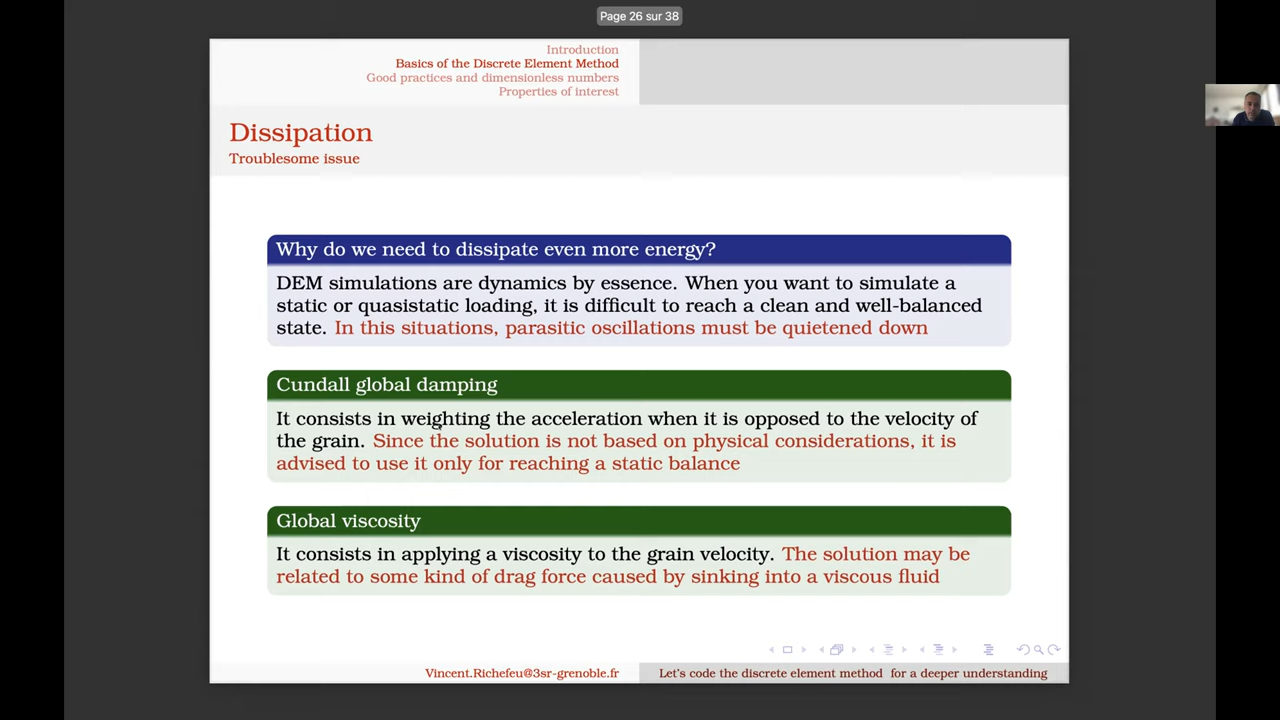 Page 26 sur 38
Introduction
Basics of the Discrete Element Method
Good practices and dimensionless numbers
Properties of interest
Dissipation
Troublesome issue
Why do we need to dissipate even more energy?
DEM simulations are dynamics by essence. When you want to simulate a
static or quasistatic loading, it is difficult to reach a clean and well-balanced
state. In this situations, parasitic oscillations must be quietened down
Cundall global damping
It consists in weighting the acceleration when it is opposed to the velocity of
the grain. Since the solution is not based on physical considerations, it is
advised to use it only for reaching a static balance
Global viscosity
It consists in applying a viscosity to the grain velocity. The solution may be
related to some kind of drag force caused by sinking into a viscous fluid
Vincent.Richefeu@3sr-grenoble.fr
Let's code the discrete element method for a deeper understanding